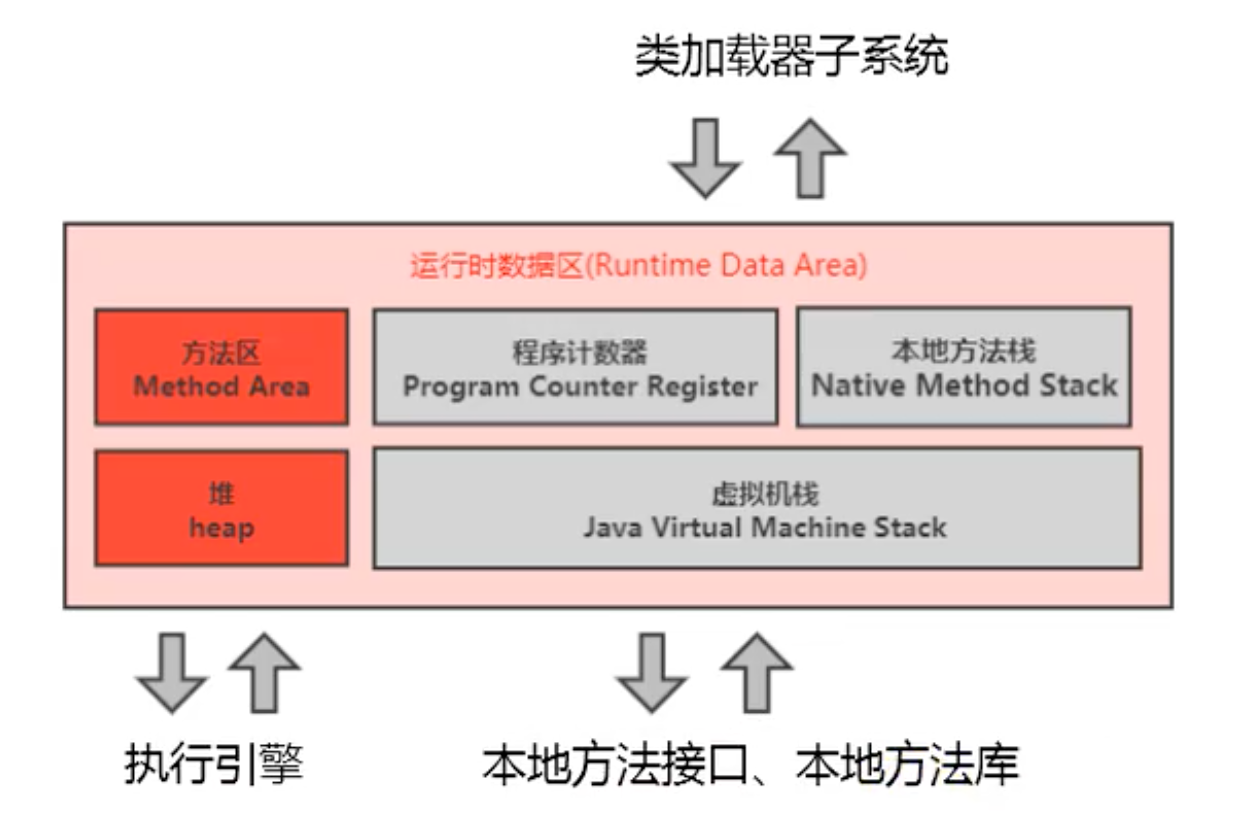 类加载器子系统
运行时数据区(Runtime Data Area)
方法区
Method Area
程序计数器
Program Counter Register
本地方法栈
Native Method Stack
堆
heap
虚拟机栈
Java Virtual Machine Stack
执行引擎
本地方法接口、本地方法库